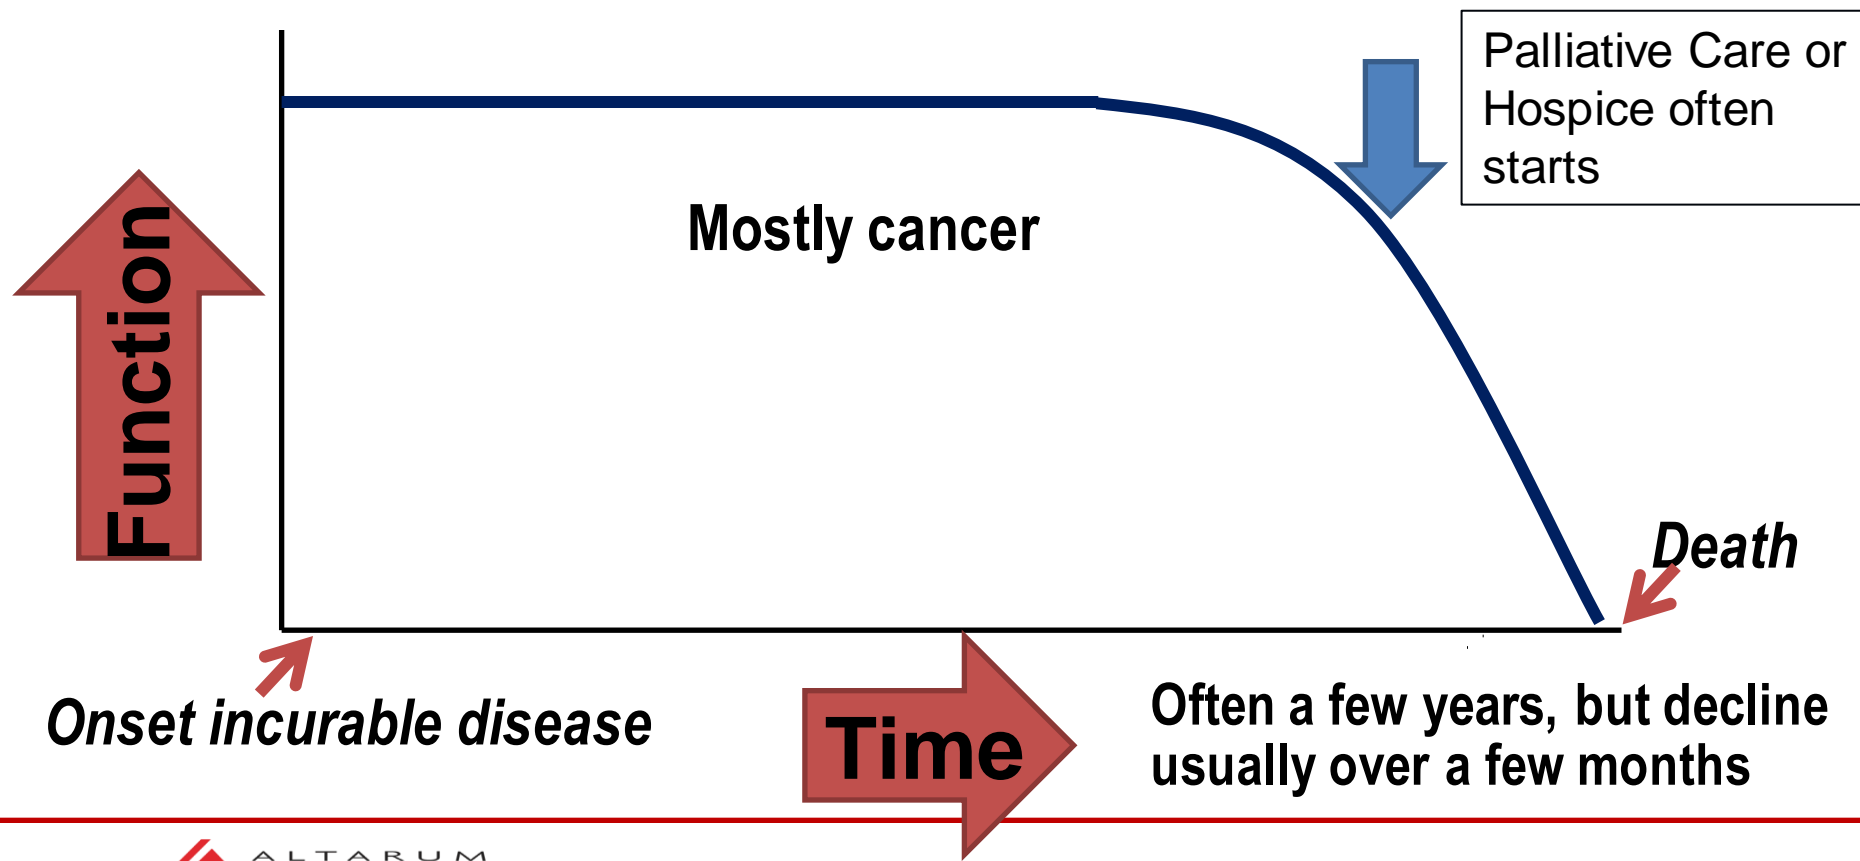 Palliative Care or
Hospice often
starts
Mostly cancer
Function
Death
Onset incurable disease
Time
Often a few years, but decline
usually over a few months
ALTARUM